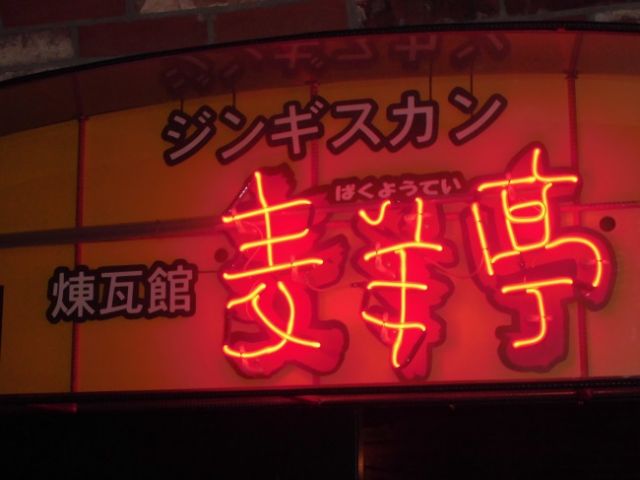 ジンギスカン
ばくようてい
煉瓦館
麦羊亭